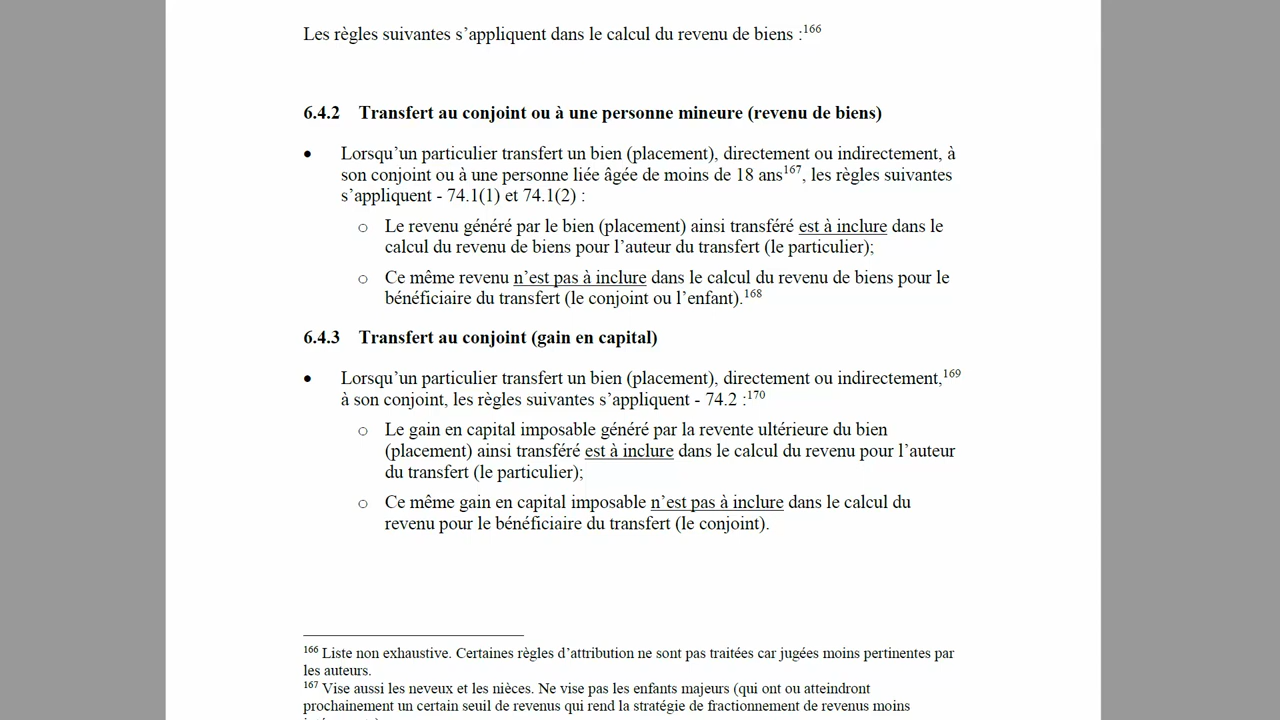 Les règles suivantes s’appliquent dans le calcul du revenu de biens :166
6.4.2 Transfert au conjoint ou à une personne mineure (revenu de biens)
• Lorsqu’un particulier transfert un bien (placement), directement ou indirectement, à
son conjoint ou à une personne liée âgée de moins de 18 ans167, les règles suivantes
s’appliquent - 74.1(1) et 74.1(2) :
o Le revenu généré par le bien (placement) ainsi transféré est à inclure dans le
calcul du revenu de biens pour l’auteur du transfert (le particulier);
o Ce même revenu n’est pas à inclure dans le calcul du revenu de biens pour le
bénéficiaire du transfert (le conjoint ou l’enfant).168
6.4.3 Transfert au conjoint (gain en capital)
• Lorsqu’un particulier transfert un bien (placement), directement ou indirectement,169
à son conjoint, les règles suivantes s’appliquent - 74.2 :170
o Le gain en capital imposable généré par la revente ultérieure du bien
(placement) ainsi transféré est à inclure dans le calcul du revenu pour l’auteur
du transfert (le particulier);
o Ce même gain en capital imposable n’est pas à inclure dans le calcul du
revenu pour le bénéficiaire du transfert (le conjoint).
166 Liste non exhaustive. Certaines règles d’attribution ne sont pas traitées car jugées moins pertinentes par
les auteurs.
167 Vise aussi les neveux et les nièces. Ne vise pas les enfants majeurs (qui ont ou atteindront
prochainement un certain seuil de revenus qui rend la stratégie de fractionnement de revenus moins